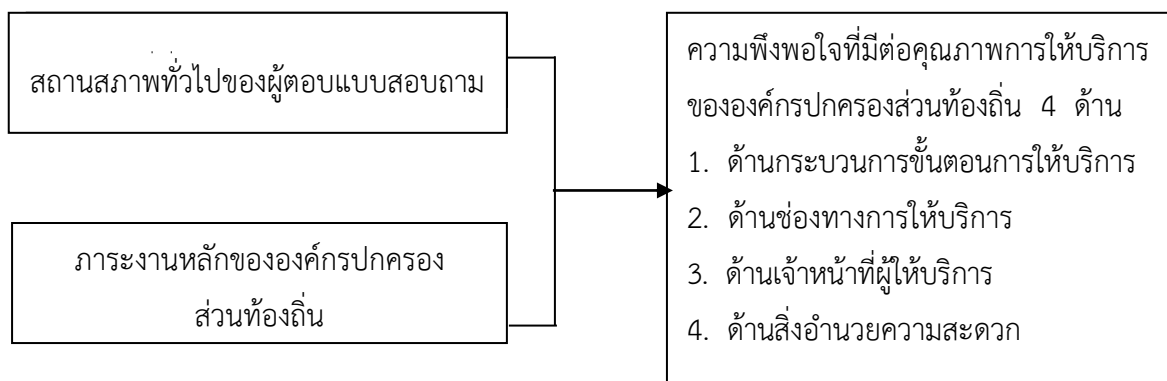 สถานสภาพทั่วไปของผู้ตอบแบบสอบถาม
ภาระงานหลักขององค์กรปกครอง
ส่วนท้องถิ่น
ความพึงพอใจที่มีต่อคุณภาพการให้บริการ
ขององค์กรปกครองส่วนท้องถิ่น 4 ด้าน
1. ด้านกระบวนการขั้นตอนการให้บริการ
2. ด้านช่องทางการให้บริการ
3. ด้านเจ้าหน้าที่ผู้ให้บริการ
4. ด้านสิ่งอำนวยความสะดวก